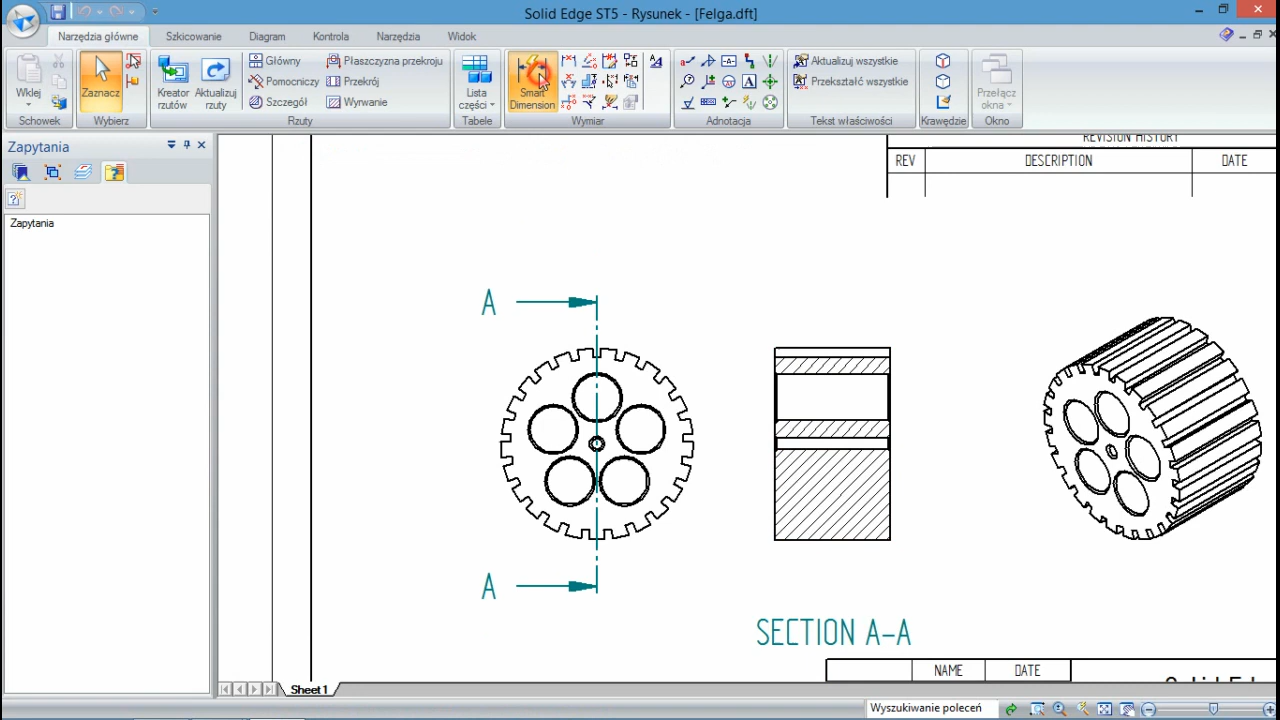 Solid Edge ST5 - Rysunek - [Felga.dft]
Narzędzia główne Szkicowanie Diagram Kontrola Narzędzia Widok
Wklej
Zaznacz
Kreator rzutów
Aktualizuj rzuty
Główny
Pomocniczy
Szczegół
Płaszczyzna przekroju
Przekrój
Wyrwanie
Lista części
Smart Dimension
A
A
Aktualizuj wszystkie
Przekształć wszystkie
Przełącz okna
Schowek Wybierz Rzuty Tabele Wymiar Adnotacja Tekst właściwości Krawędzie Okno
Zapytania
Zapytania
REVISION HISTORY
REV DESCRIPTION DATE
A
A
SECTION A-A
NAME DATE
Sheet1
Wyszukiwanie poleceń